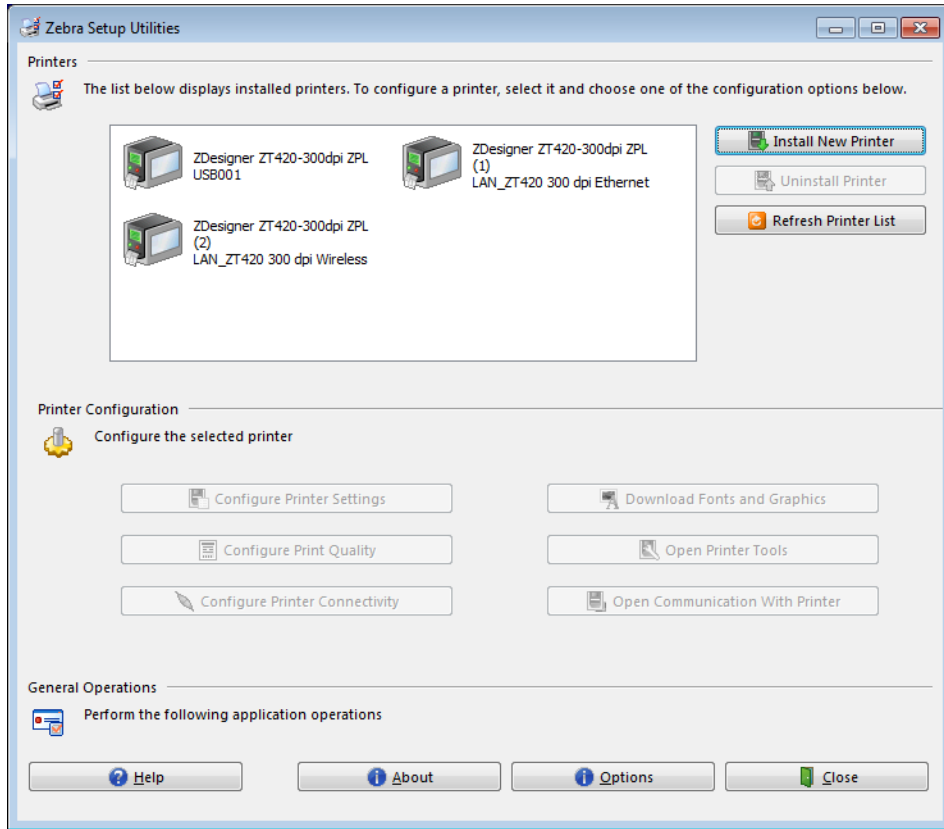 Zebra Setup Utilities
Printers
The list below displays installed printers. To configure a printer, select it and choose one of the configuration options below.
ZDesigner ZT420-300dpi ZPL
USB001
ZDesigner ZT420-300dpi ZPL
(1)
LAN_ZT420 300 dpi Ethernet
ZDesigner ZT420-300dpi ZPL
(2)
LAN_ZT420 300 dpi Wireless
Install New Printer
Uninstall Printer
Refresh Printer List
Printer Configuration
Configure the selected printer
Configure Printer Settings
Download Fonts and Graphics
Configure Print Quality
Open Printer Tools
Configure Printer Connectivity
Open Communication With Printer
General Operations
Perform the following application operations
Help
About
Options
Close